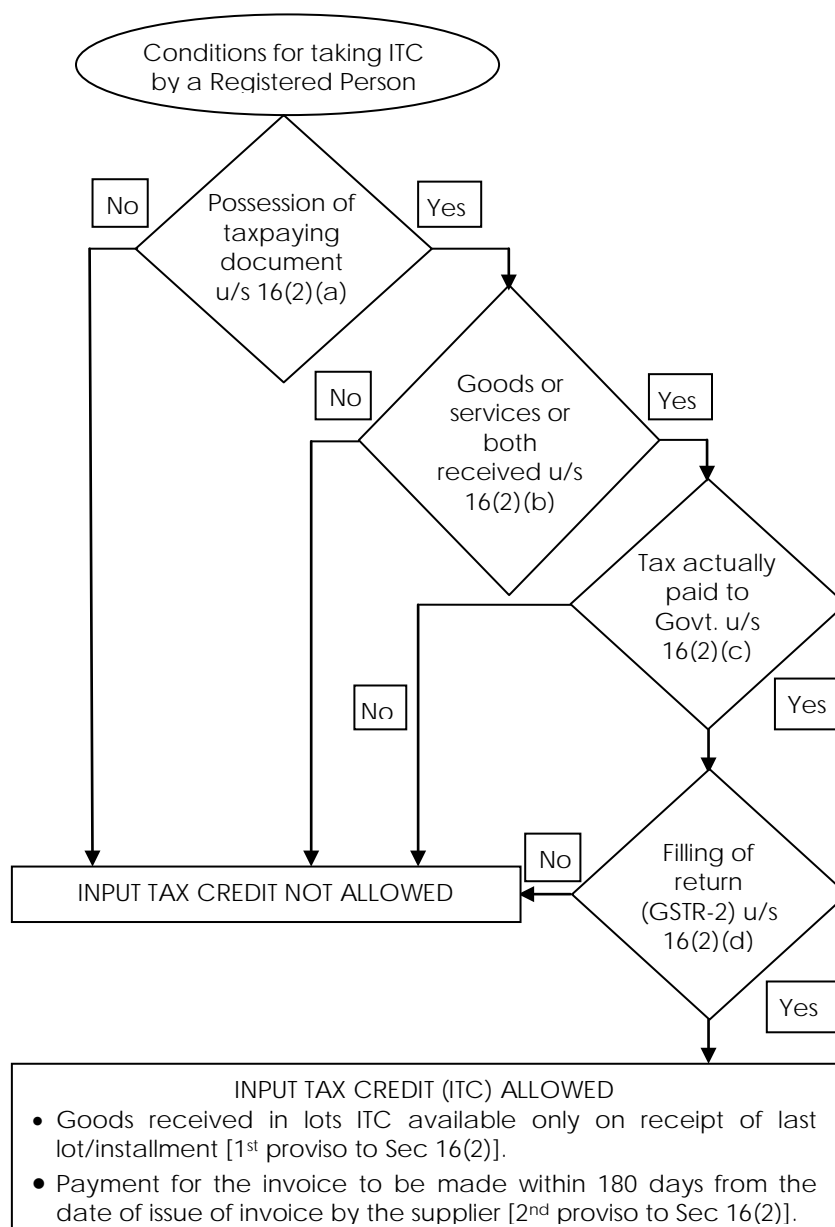 Conditions for taking ITC
by a Registered Person
No
Possession of
taxpaying
document
u/s 16(2)(a)
Yes
No
Goods or
services or
both
received u/s
16(2)(b)
Yes
Tax actually
paid to
Govt. u/s
16(2)(c)
No
Yes
INPUT TAX CREDIT NOT ALLOWED
No
Filling of
return
(GSTR-2) u/s
16(2)(d)
Yes
INPUT TAX CREDIT (ITC) ALLOWED
• Goods received in lots ITC available only on receipt of last
lot/installment [1st proviso to Sec 16(2)].
• Payment for the invoice to be made within 180 days from the
date of issue of invoice by the supplier [2nd proviso to Sec 16(2)].